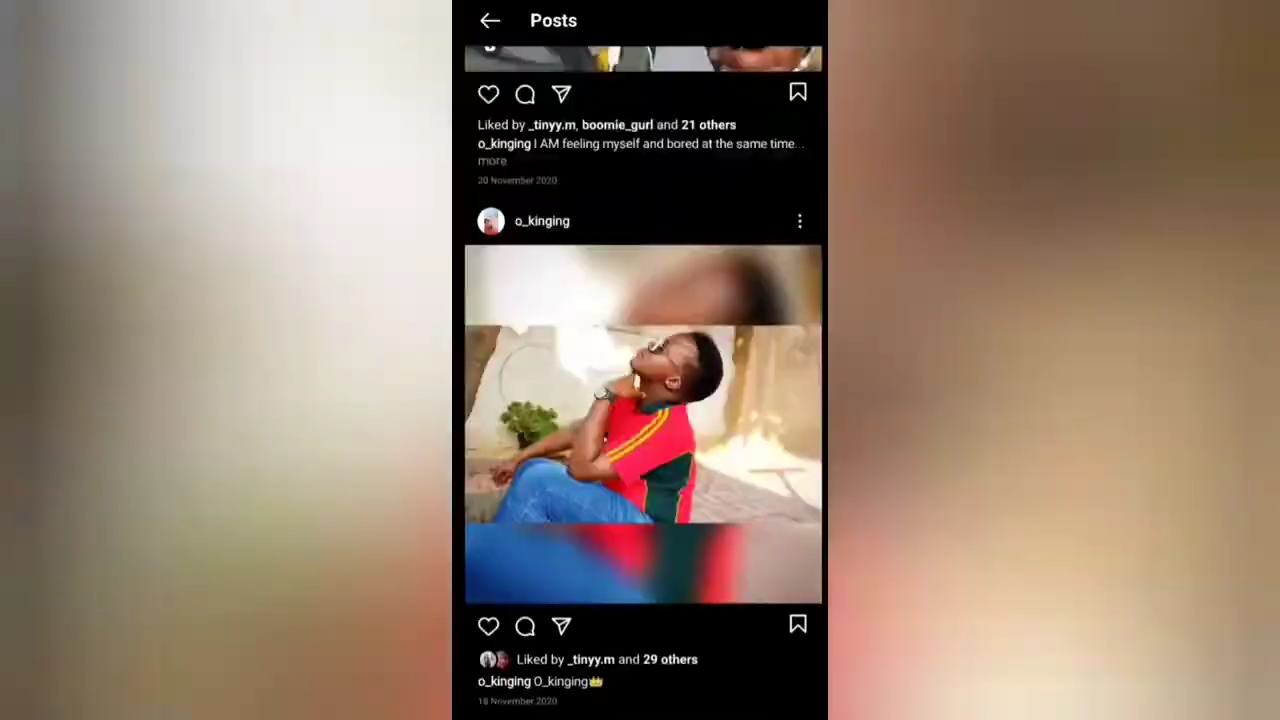 Posts
Liked by _tinyy.m, boomie_gurl and 21 others
o_kinging I AM feeling myself and bored at the same time...
more
20 November 2020
o_kinging
Liked by _tinyy.m and 29 others
o_kinging O_kinging👑
18 November 2020